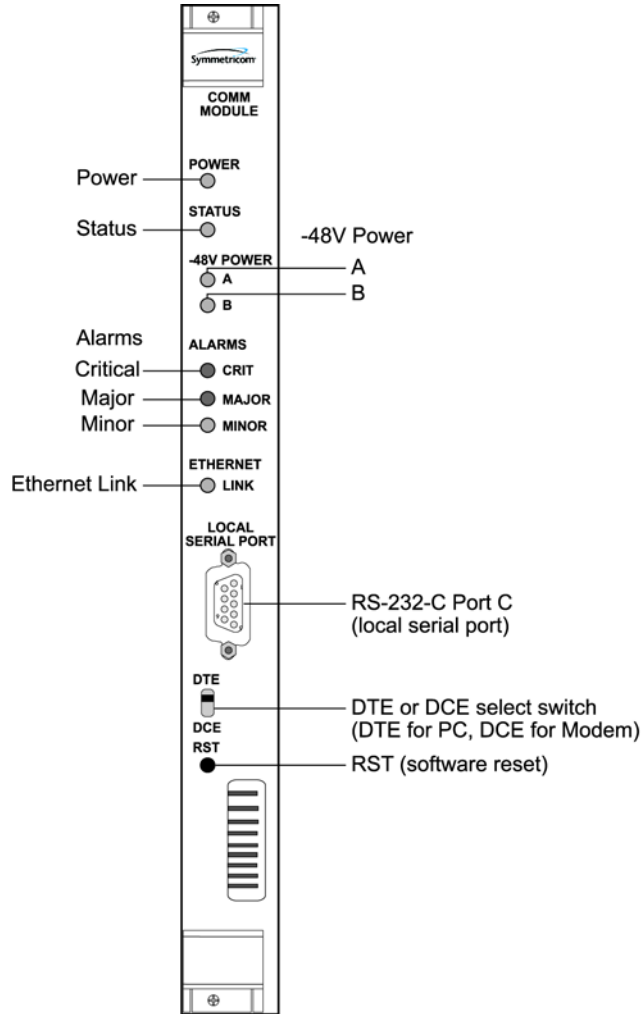 Symmetricom
COMM
MODULE
POWER
Power
STATUS
Status
-48V Power
-48V POWER
A
A
B
B
Alarms
ALARMS
Critical
CRIT
Major
MAJOR
Minor
MINOR
ETHERNET
Ethernet Link
LINK
LOCAL
SERIAL PORT
RS-232-C Port C
(local serial port)
DTE
DTE or DCE select switch
(DTE for PC, DCE for Modem)
DCE
RST
RST (software reset)